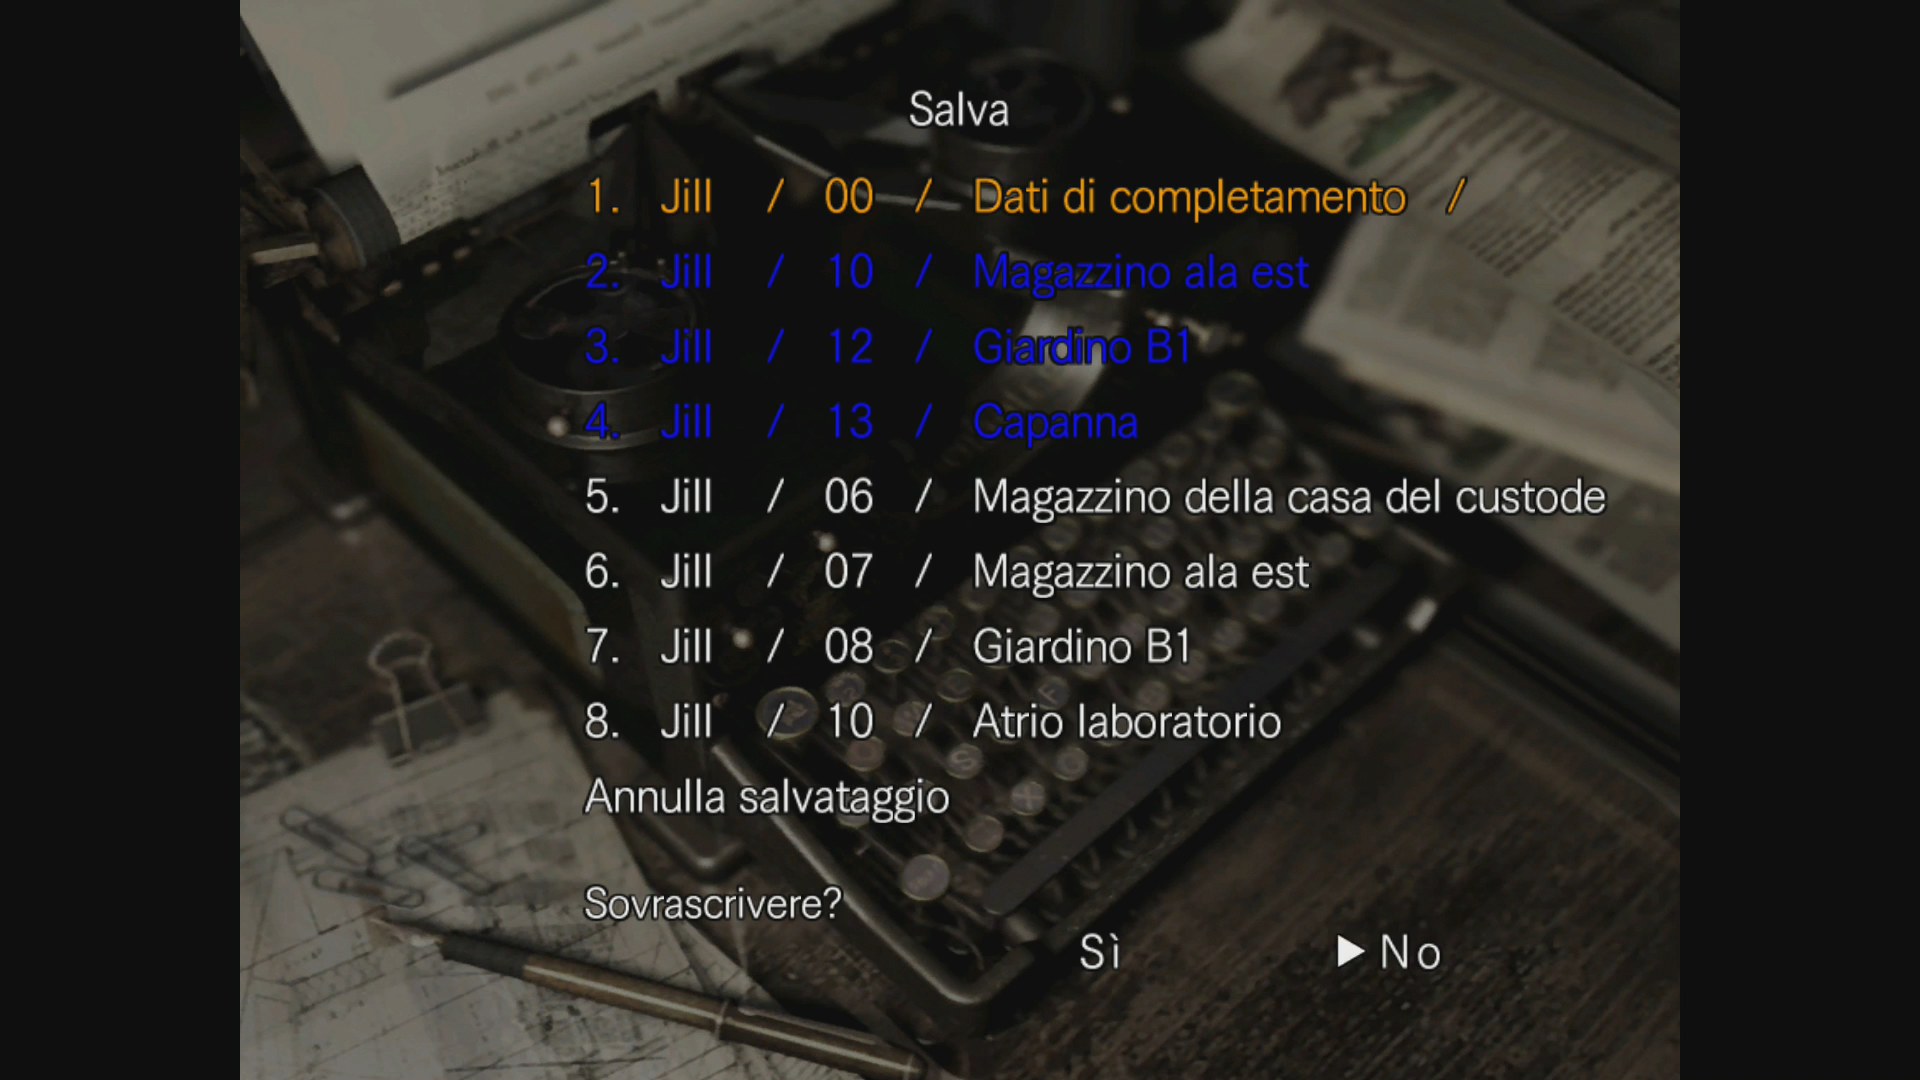 Salva
1. Jill / 00 / Dati di completamento /
2. Jill / 10 / Magazzino ala est
3. Jill / 12 / Giardino B1
4. Jill / 13 / Capanna
5. Jill / 06 / Magazzino della casa del custode
6. Jill / 07 / Magazzino ala est
7. Jill / 08 / Giardino B1
8. Jill / 10 / Atrio laboratorio
Annulla salvataggio
Sovrascrivere?
Sì ▶ No